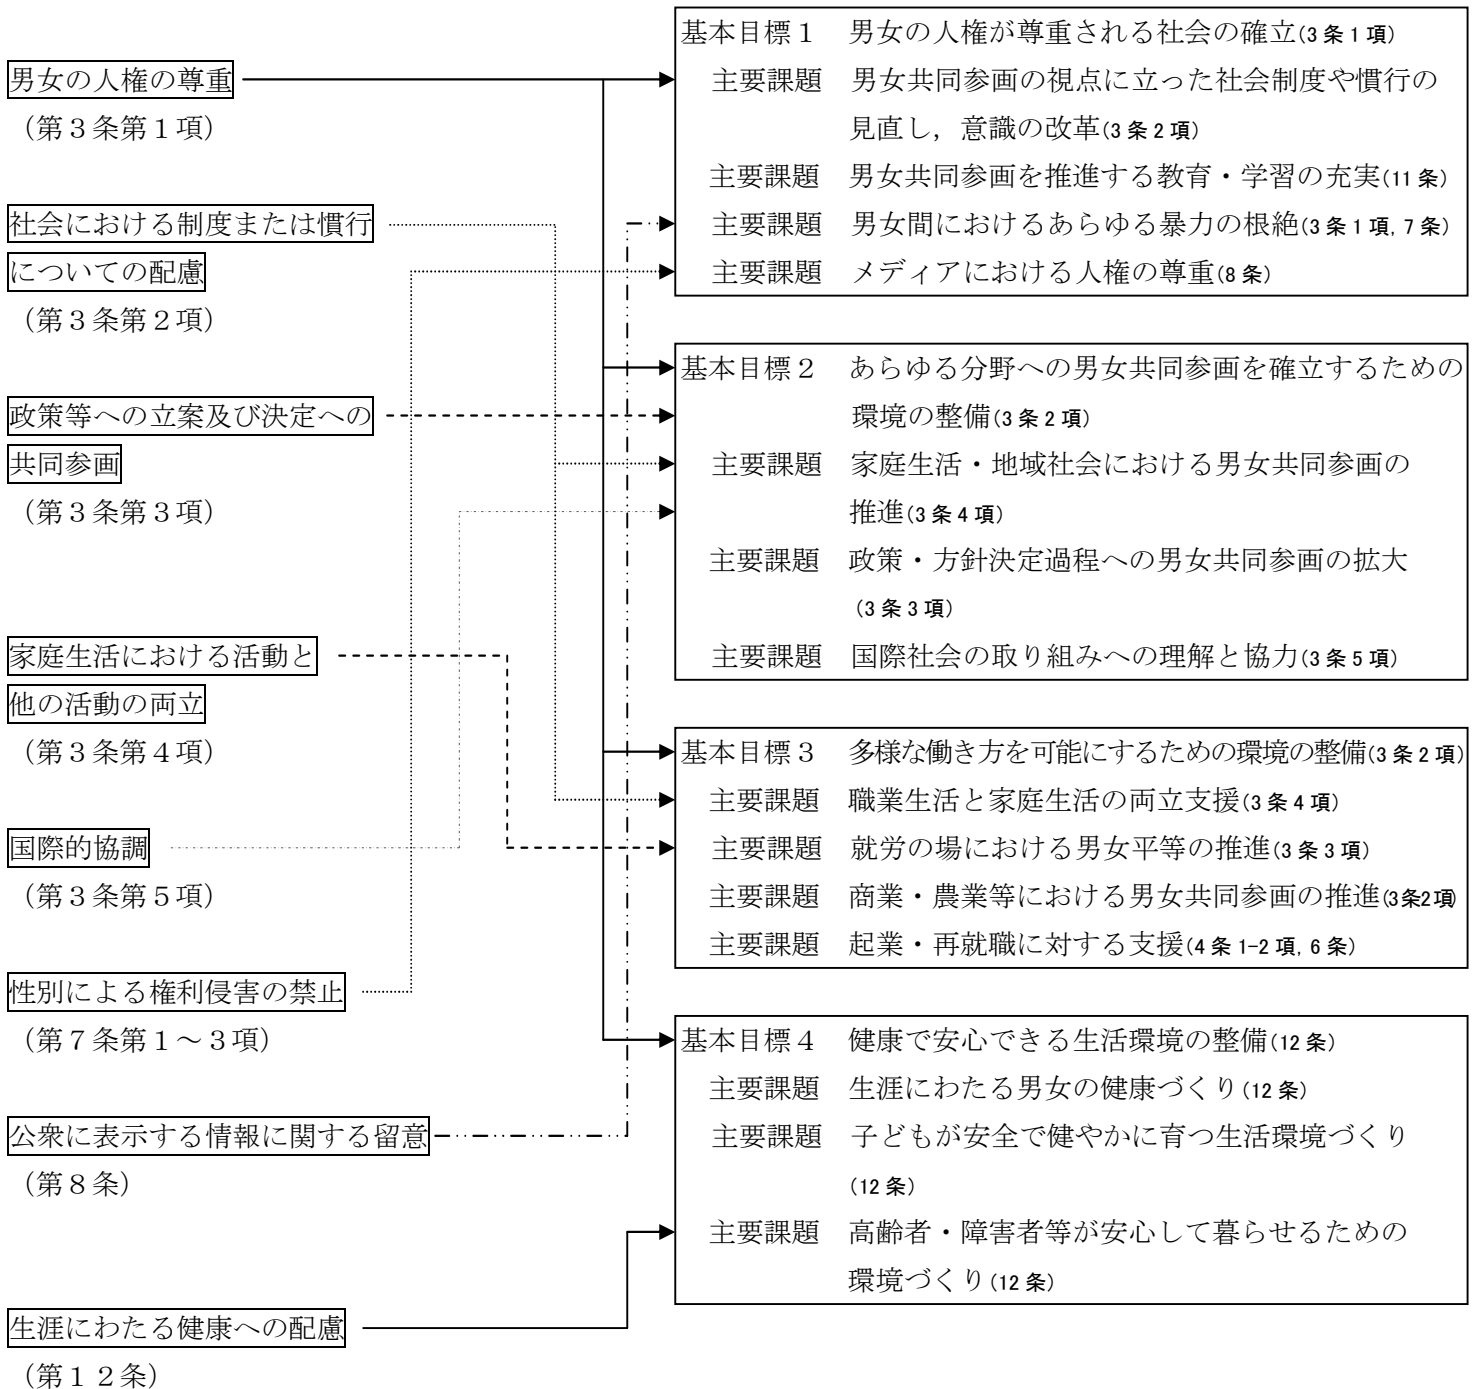 男女の人権の尊重
（第３条第１項）
社会における制度または慣行
についての配慮
（第３条第２項）
政策等への立案及び決定への
共同参画
（第３条第３項）
家庭生活における活動と
他の活動の両立
（第３条第４項）
国際的協調
（第３条第５項）
性別による権利侵害の禁止
（第７条第１～３項）
公衆に表示する情報に関する留意
（第８条）
生涯にわたる健康への配慮
（第１２条）
基本目標１　男女の人権が尊重される社会の確立(3条1項)
主要課題　男女共同参画の視点に立った社会制度や慣行の
見直し，意識の改革(3条2項)
主要課題　男女共同参画を推進する教育・学習の充実(11条)
主要課題　男女間におけるあらゆる暴力の根絶(3条1項,7条)
主要課題　メディアにおける人権の尊重(8条)
基本目標２　あらゆる分野への男女共同参画を確立するための
環境の整備(3条2項)
主要課題　家庭生活・地域社会における男女共同参画の
推進(3条4項)
主要課題　政策・方針決定過程への男女共同参画の拡大
(3条3項)
主要課題　国際社会の取り組みへの理解と協力(3条5項)
基本目標３　多様な働き方を可能にするための環境の整備(3条2項)
主要課題　職業生活と家庭生活の両立支援(3条4項)
主要課題　就労の場における男女平等の推進(3条3項)
主要課題　商業・農業等における男女共同参画の推進(3条2項)
主要課題　起業・再就職に対する支援(4条1-2項,6条)
基本目標４　健康で安心できる生活環境の整備(12条)
主要課題　生涯にわたる男女の健康づくり(12条)
主要課題　子どもが安全で健やかに育つ生活環境づくり
(12条)
主要課題　高齢者・障害者等が安心して暮らせるための
環境づくり(12条)